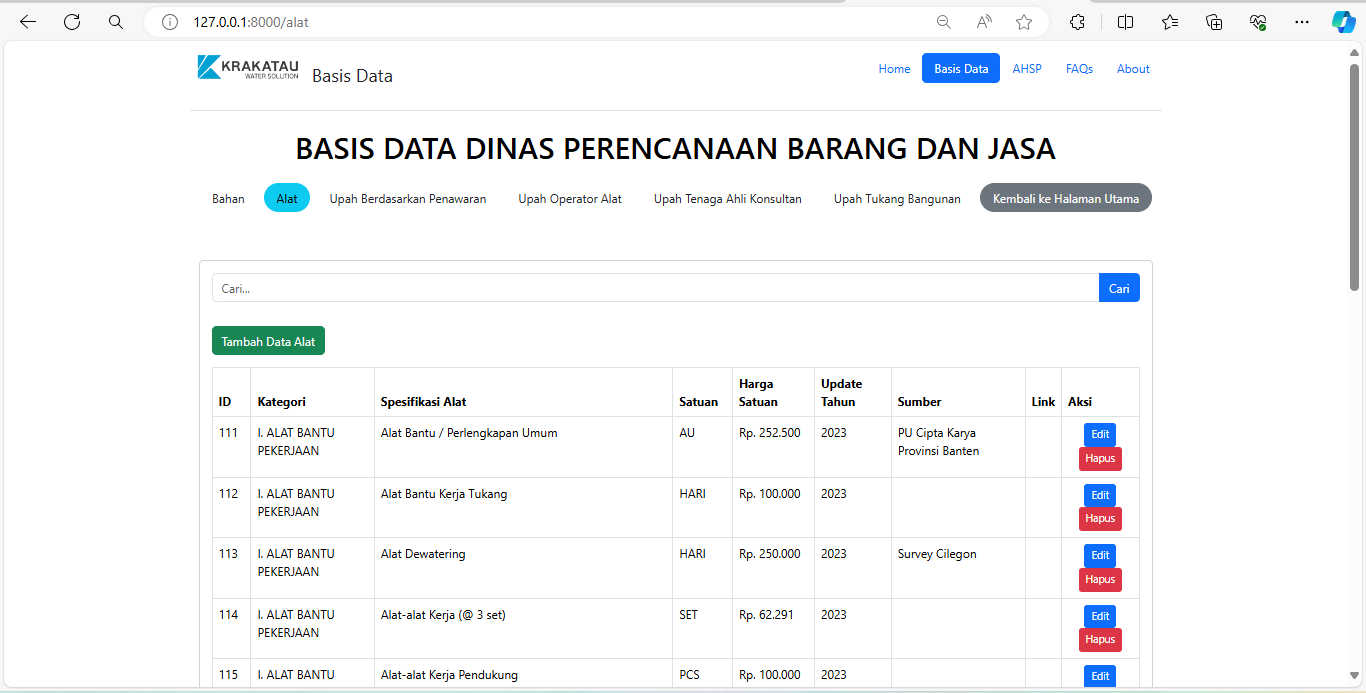 127.0.0.1:8000/alat
KRAKATAU
WATER SOLUTION
Basis Data
Home
Basis Data
AHSP
FAQs
About
BASIS DATA DINAS PERENCANAAN BARANG DAN JASA
Bahan
Alat
Upah Berdasarkan Penawaran
Upah Operator Alat
Upah Tenaga Ahli Konsultan
Upah Tukang Bangunan
Kembali ke Halaman Utama
Cari...
Cari
Tambah Data Alat
ID Kategori Spesifikasi Alat Satuan Harga Satuan Update Tahun Sumber Link Aksi
111 I. ALAT BANTU PEKERJAAN Alat Bantu / Perlengkapan Umum AU Rp. 252.500 2023 PU Cipta Karya Provinsi Banten Edit Hapus
112 I. ALAT BANTU PEKERJAAN Alat Bantu Kerja Tukang HARI Rp. 100.000 2023 Edit Hapus
113 I. ALAT BANTU PEKERJAAN Alat Dewatering HARI Rp. 250.000 2023 Survey Cilegon Edit Hapus
114 I. ALAT BANTU PEKERJAAN Alat-alat Kerja (@ 3 set) SET Rp. 62.291 2023 Edit Hapus
115 I. ALAT BANTU Alat-alat Kerja Pendukung PCS Rp. 100.000 2023 Edit